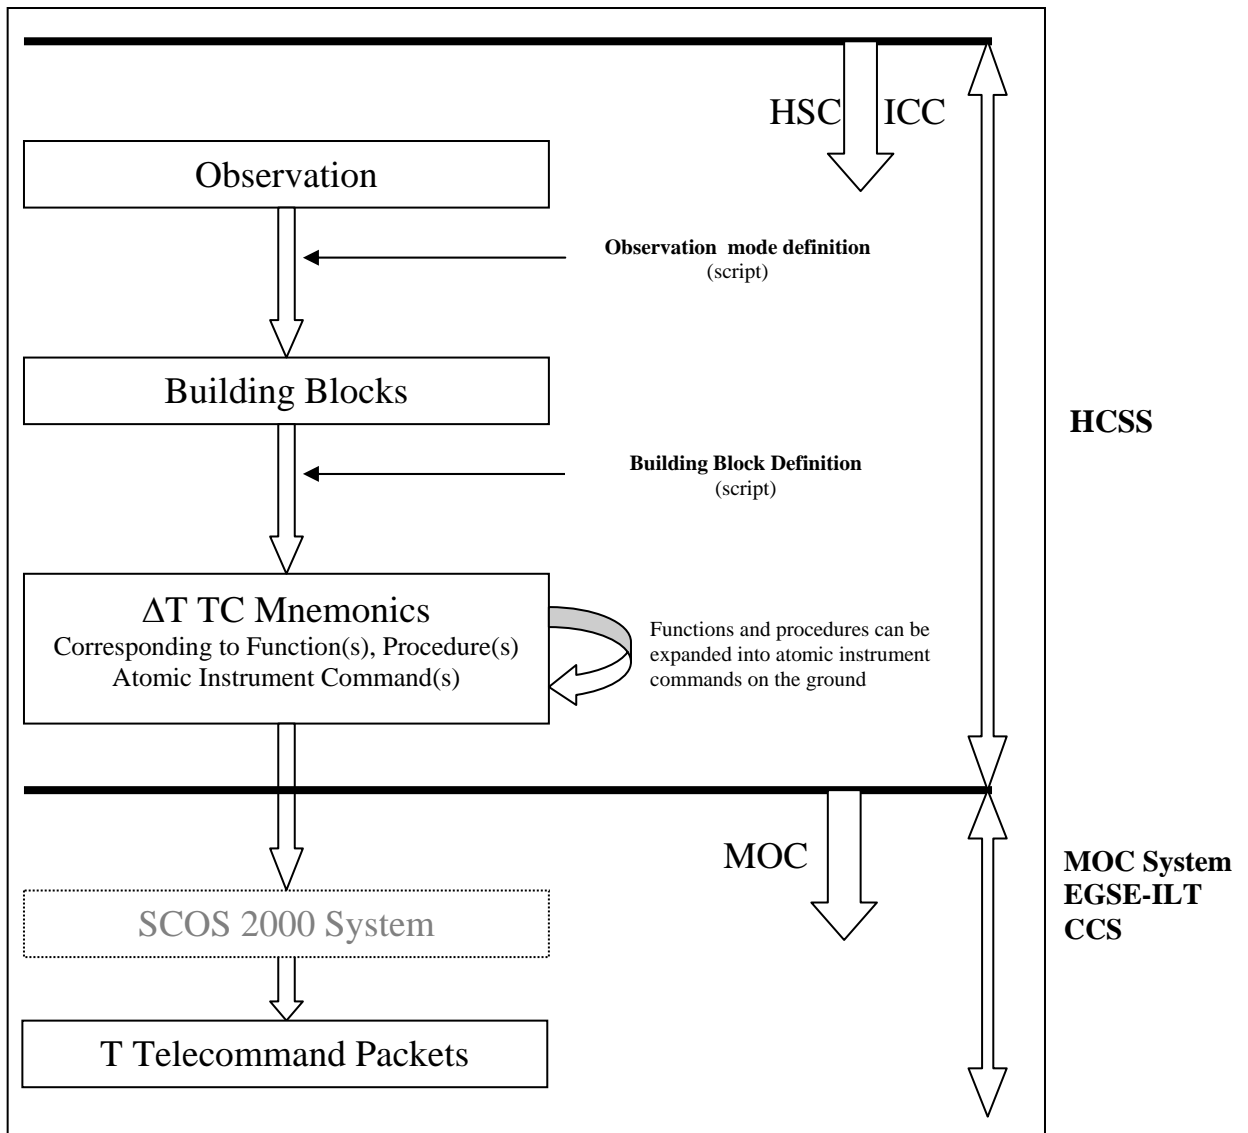 HSC ICC
Observation
Observation mode definition
(script)
Building Blocks
HCSS
Building Block Definition
(script)
ΔT TC Mnemonics
Corresponding to Function(s), Procedure(s)
Atomic Instrument Command(s)
Functions and procedures can be
expanded into atomic instrument
commands on the ground
MOC
MOC System
EGSE-ILT
CCS
SCOS 2000 System
T Telecommand Packets